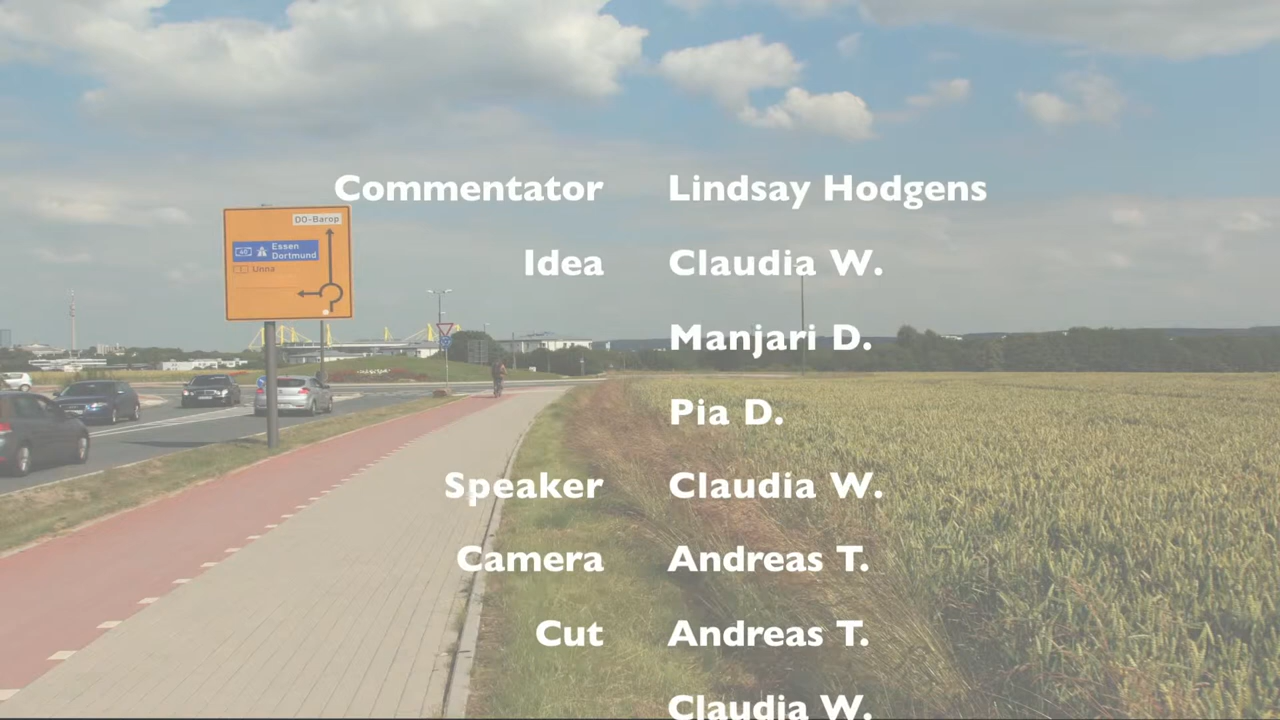 Commentator Lindsay Hodgens
DO-Barop
Essen
Dortmund
Unna
Idea Claudia W.
Manjari D.
Pia D.
Speaker Claudia W.
Camera Andreas T.
Cut Andreas T.
Claudia W.